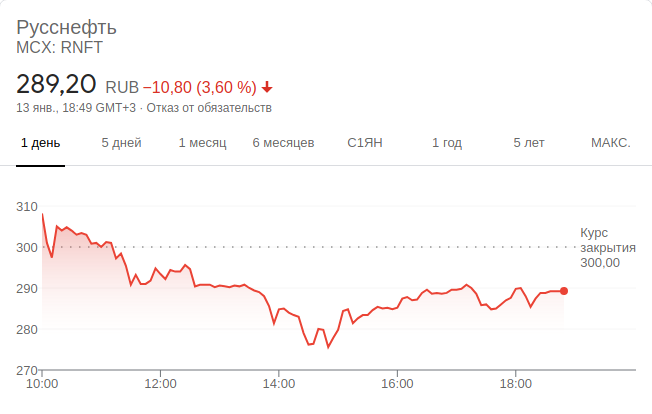 Русснефть
MCX: RNFT
289,20 RUB −10,80 (3,60 %)
13 янв., 18:49 GMT+3 · Отказ от обязательств
1 день 5 дней 1 месяц 6 месяцев С1ЯН 1 год 5 лет МАКС.
310
Курс
300 закрытия
300,00
290
280
270
10:00 12:00 14:00 16:00 18:00